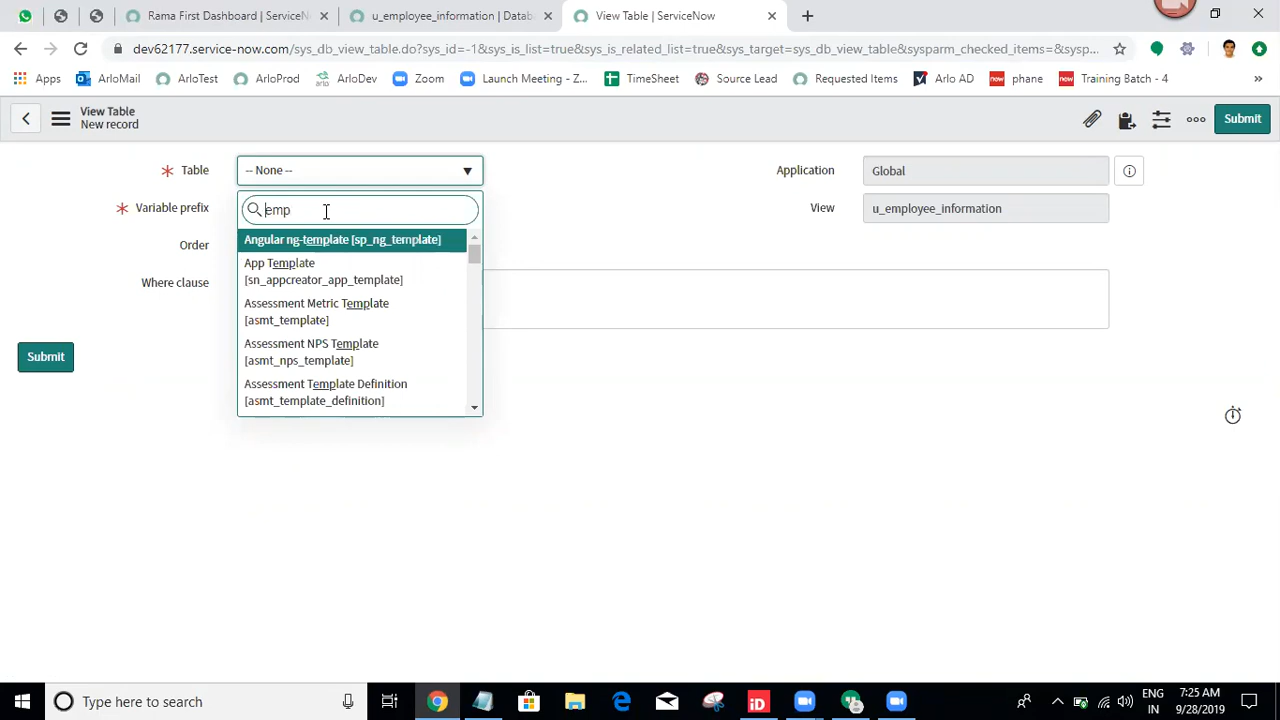 Rama First Dashboard | ServiceN
u_employee_information | Datab
View Table | ServiceNow
dev62177.service-now.com/sys_db_view_table.do?sys_id=-1&sys_is_list=true&sys_is_related_list=true&sys_target=sys_db_view_table&sysparm_checked_items=&sysp...
Apps
ArloMail
ArloTest
ArloProd
ArloDev
Zoom
Launch Meeting - Z...
TimeSheet
Source Lead
Requested Items
Arlo AD
now
phane
now
Training Batch - 4
»
View Table
New record
Submit
Table
-- None --
Application
Global
Variable prefix
emp
View
u_employee_information
Order
Angular ng-template [sp_ng_template]
App Template
[sn_appcreator_app_template]
Where clause
Assessment Metric Template
[asmt_template]
Assessment NPS Template
[asmt_nps_template]
Submit
Assessment Template Definition
[asmt_template_definition]
Type here to search
iD
ENG
IN
7:25 AM
9/28/2019